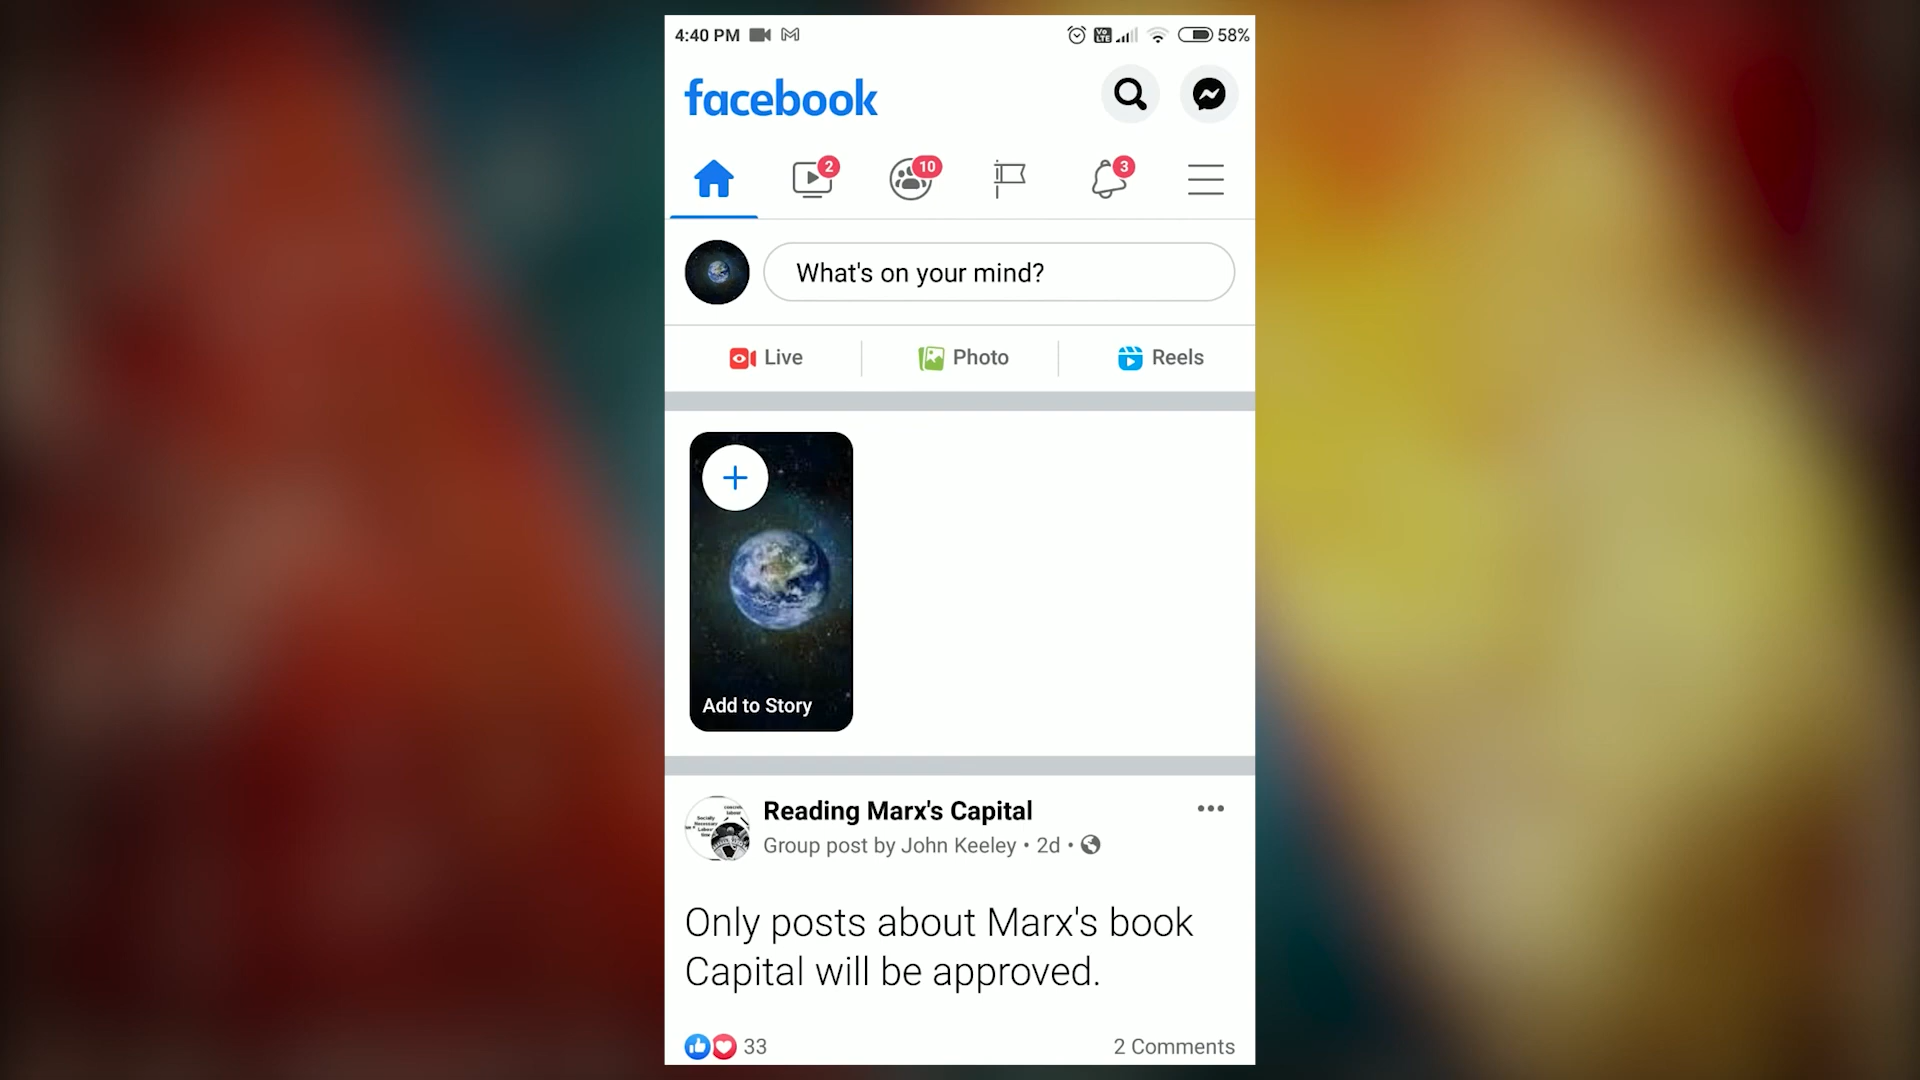 4:40 PM
Vo LTE
58%
facebook
2
10
3
What's on your mind?
Live
Photo
Reels
Add to Story
Reading Marx's Capital
Group post by John Keeley • 2d •
Only posts about Marx's book
Capital will be approved.
33
2 Comments